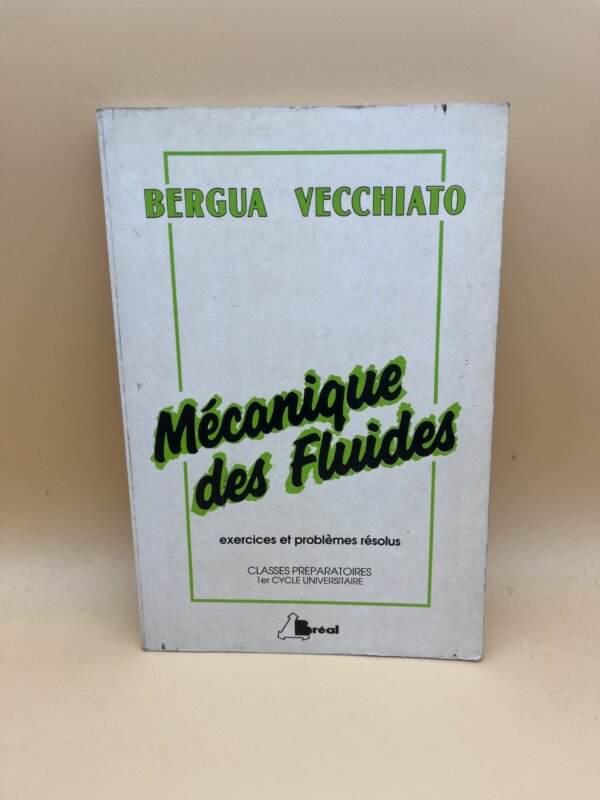 BERGUA VECCHIATO
Mécanique
des Fluides
exercices et problèmes résolus
CLASSES PREPARATOIRES
1er CYCLE UNIVERSITAIRE
Bréal